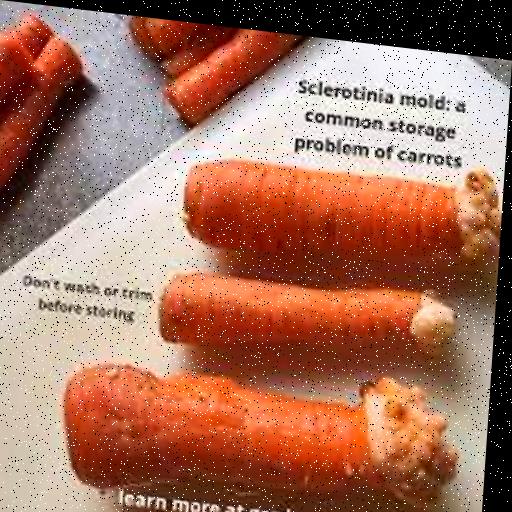 Sclerotinia mold: a
common storage
problem of carrots
Don't wash or trim
before storing
learn more at